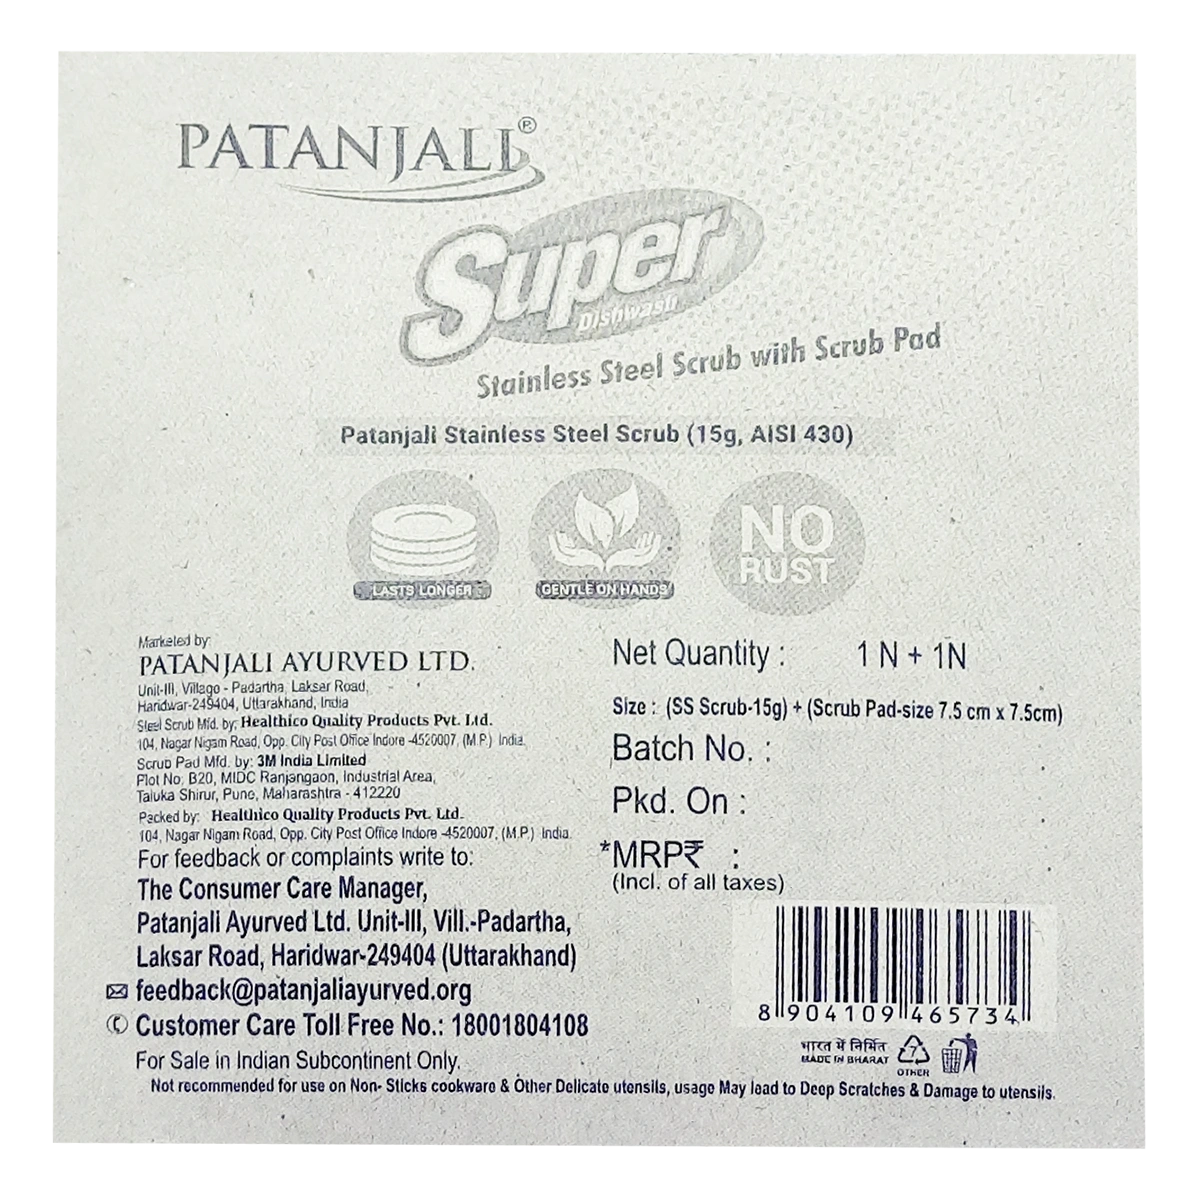 PATANJALI®
Super
Dishwash
Stainless Steel Scrub with Scrub Pad
Patanjali Stainless Steel Scrub (15g, AISI 430)
LASTS LONGER
GENTLE ON HANDS
NO
RUST
Marketed by:
PATANJALI AYURVED LTD.
Unit-III, Village - Padartha, Laksar Road,
Haridwar-249404, Uttarakhand, India
Steel Scrub Mfd. by: Healthico Quality Products Pvt. Ltd.
104, Nagar Nigam Road, Opp. City Post Office Indore -4520007, (M.P.) India.
Scrub Pad Mfd. by: 3M India Limited
Plot No. B20, MIDC Ranjangaon, Industrial Area,
Taluka Shirur, Pune, Maharashtra - 412220
Packed by: Healthico Quality Products Pvt. Ltd.
104, Nagar Nigam Road, Opp. City Post Office Indore -4520007, (M.P.) India.
For feedback or complaints write to:
The Consumer Care Manager,
Patanjali Ayurved Ltd. Unit-III, Vill.-Padartha,
Laksar Road, Haridwar-249404 (Uttarakhand)
feedback@patanjaliayurved.org
Customer Care Toll Free No.: 18001804108
For Sale in Indian Subcontinent Only.
Net Quantity : 1 N + 1N
Size : (SS Scrub-15g) + (Scrub Pad-size 7.5 cm x 7.5cm)
Batch No. :
Pkd. On :
*MRP₹ :
(Incl. of all taxes)
8 904109 465734
भारत में निर्मित
MADE IN BHARAT
7
OTHER
Not recommended for use on Non- Sticks cookware & Other Delicate utensils, usage May lead to Deep Scratches & Damage to utensils.